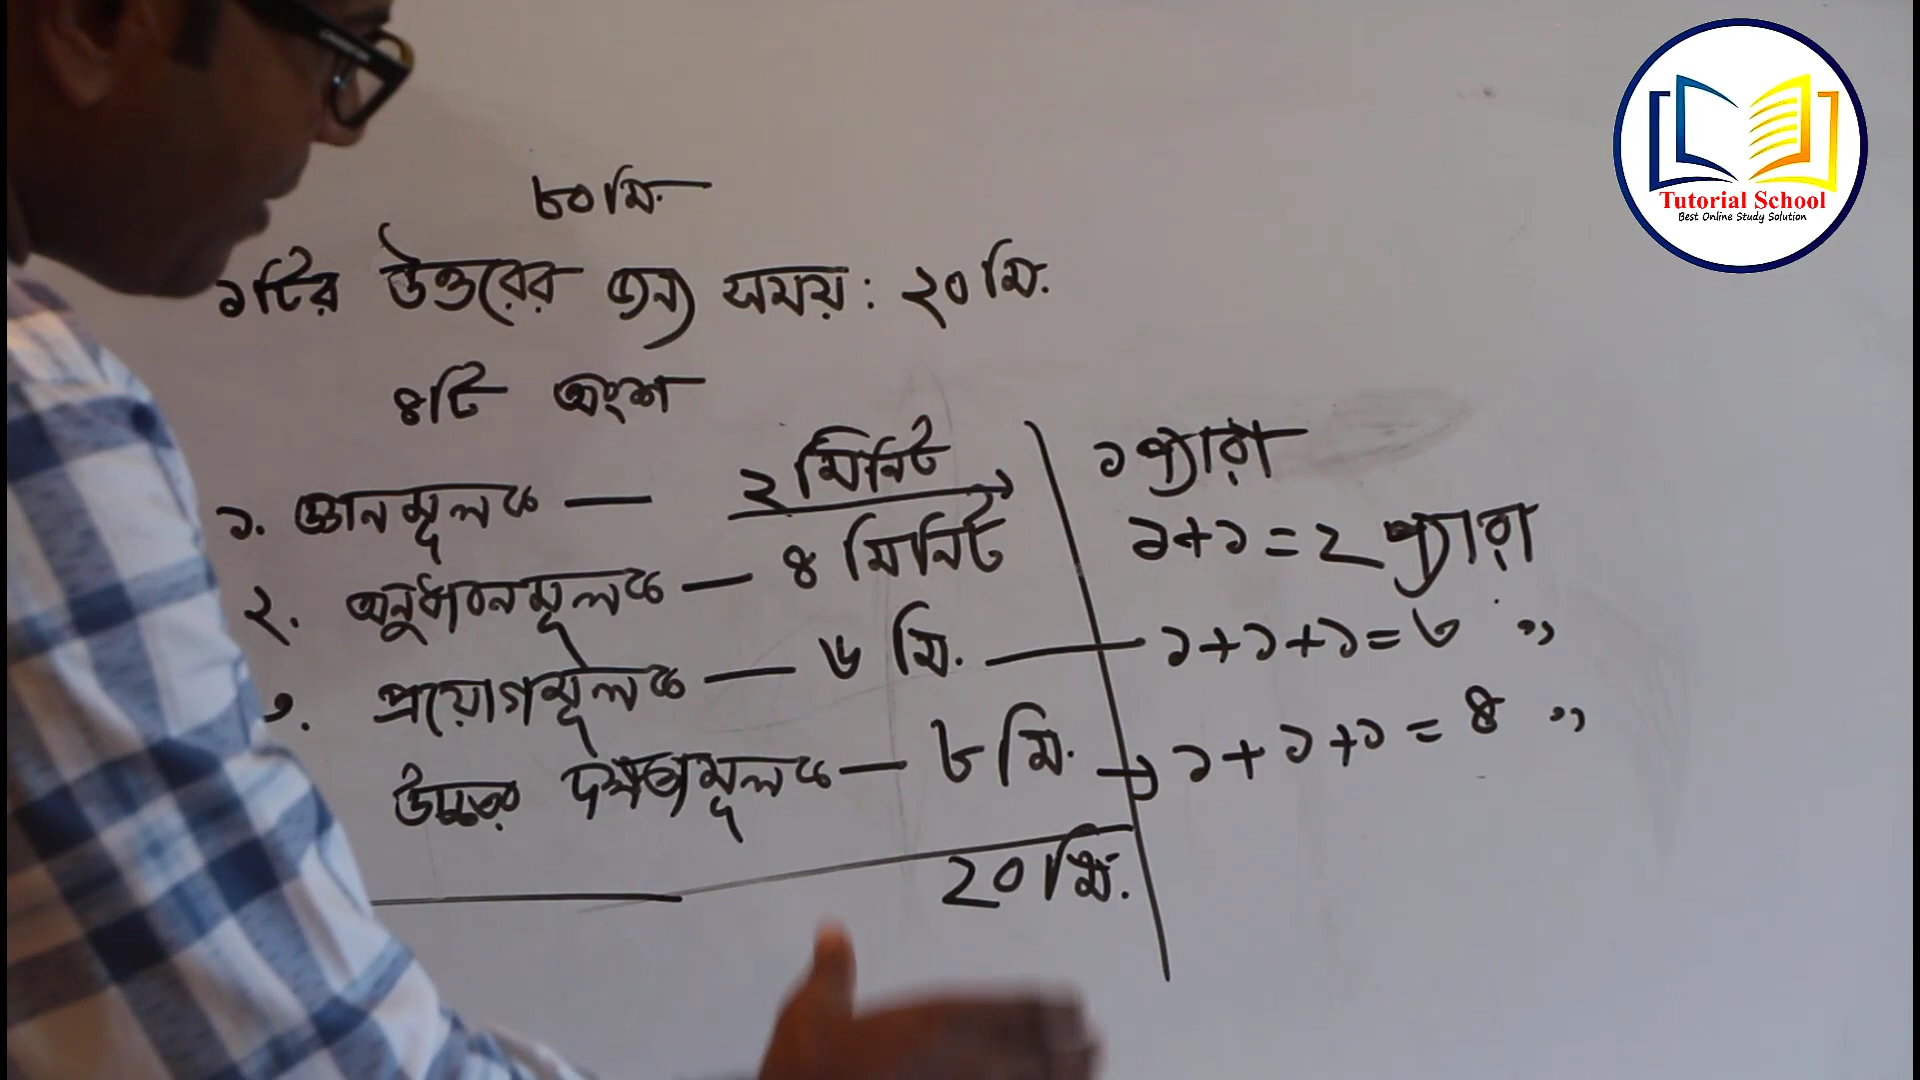 ৮০ মি.
১টির উত্তরের জন্য সময় : ২০ মি.
৪টি অংশ
১. জ্ঞানমূলক — ২ মিনিট ১ প্যারা
২. অনুধাবনমূলক — ৪ মিনিট ১+১=২ প্যারা
৩. প্রয়োগমূলক — ৬ মি. — ১+১+১=৩ ,,
উচ্চতর দক্ষতামূলক — ৮ মি. → ১+১+১=৪ ,,
২০ মি.
Tutorial School
Best Online Study Solution